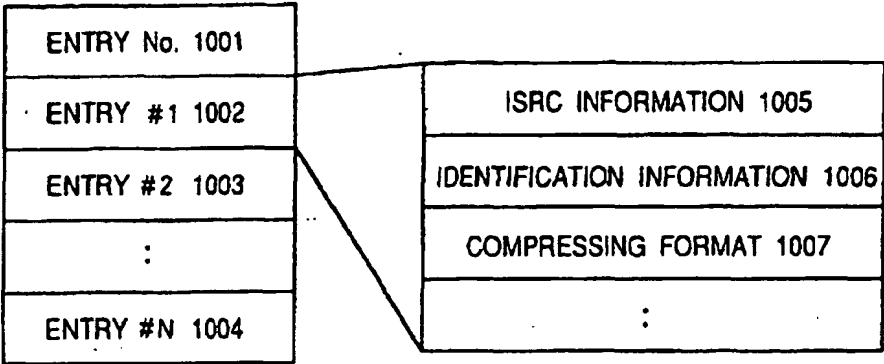 ENTRY No. 1001
ENTRY #1 1002
ENTRY #2 1003
:
ENTRY #N 1004
ISRC INFORMATION 1005
IDENTIFICATION INFORMATION 1006
COMPRESSING FORMAT 1007
: